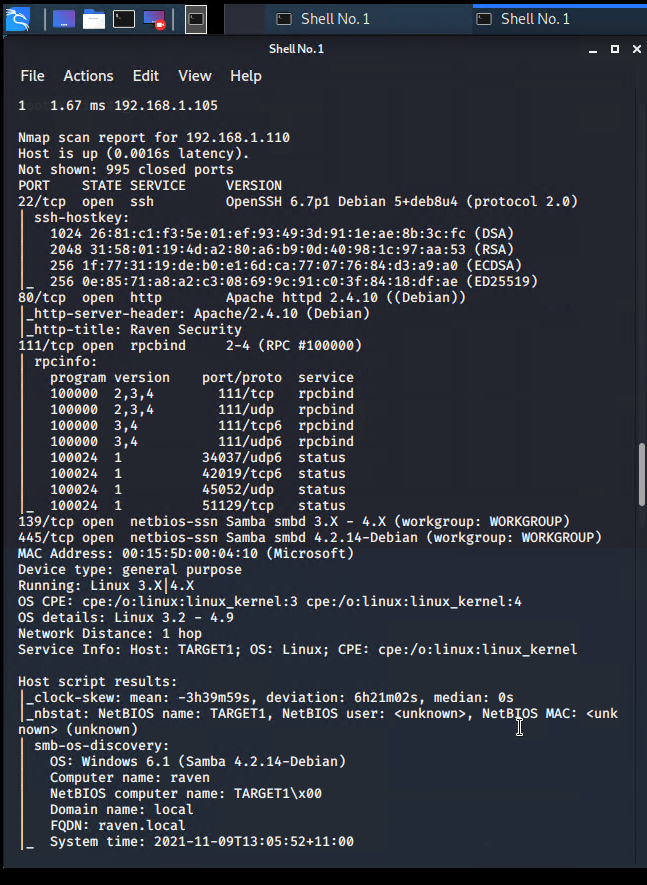 Shell No. 1
Shell No. 1
Shell No. 1
File Actions Edit View Help
1 1.67 ms 192.168.1.105
Nmap scan report for 192.168.1.110
Host is up (0.0016s latency).
Not shown: 995 closed ports
PORT STATE SERVICE VERSION
22/tcp open ssh OpenSSH 6.7p1 Debian 5+deb8u4 (protocol 2.0)
| ssh-hostkey:
| 1024 26:81:c1:f3:5e:01:ef:93:49:3d:91:1e:ae:8b:3c:fc (DSA)
| 2048 31:58:01:19:4d:a2:80:a6:b9:0d:40:98:1c:97:aa:53 (RSA)
| 256 1f:77:31:19:de:b0:e1:6d:ca:77:07:76:84:d3:a9:a0 (ECDSA)
|_ 256 0e:85:71:a8:a2:c3:08:69:9c:91:c0:3f:84:18:df:ae (ED25519)
80/tcp open http Apache httpd 2.4.10 ((Debian))
|_http-server-header: Apache/2.4.10 (Debian)
|_http-title: Raven Security
111/tcp open rpcbind 2-4 (RPC #100000)
| rpcinfo:
| program version port/proto service
| 100000 2,3,4 111/tcp rpcbind
| 100000 2,3,4 111/udp rpcbind
| 100000 3,4 111/tcp6 rpcbind
| 100000 3,4 111/udp6 rpcbind
| 100024 1 34037/udp6 status
| 100024 1 42019/tcp6 status
| 100024 1 45052/udp status
|_ 100024 1 51129/tcp status
139/tcp open netbios-ssn Samba smbd 3.X - 4.X (workgroup: WORKGROUP)
445/tcp open netbios-ssn Samba smbd 4.2.14-Debian (workgroup: WORKGROUP)
MAC Address: 00:15:5D:00:04:10 (Microsoft)
Device type: general purpose
Running: Linux 3.X|4.X
OS CPE: cpe:/o:linux:linux_kernel:3 cpe:/o:linux:linux_kernel:4
OS details: Linux 3.2 - 4.9
Network Distance: 1 hop
Service Info: Host: TARGET1; OS: Linux; CPE: cpe:/o:linux:linux_kernel
Host script results:
|_clock-skew: mean: -3h39m59s, deviation: 6h21m02s, median: 0s
|_nbstat: NetBIOS name: TARGET1, NetBIOS user: <unknown>, NetBIOS MAC: <unk
nown> (unknown)
| smb-os-discovery:
| OS: Windows 6.1 (Samba 4.2.14-Debian)
| Computer name: raven
| NetBIOS computer name: TARGET1\x00
| Domain name: local
| FQDN: raven.local
|_ System time: 2021-11-09T13:05:52+11:00